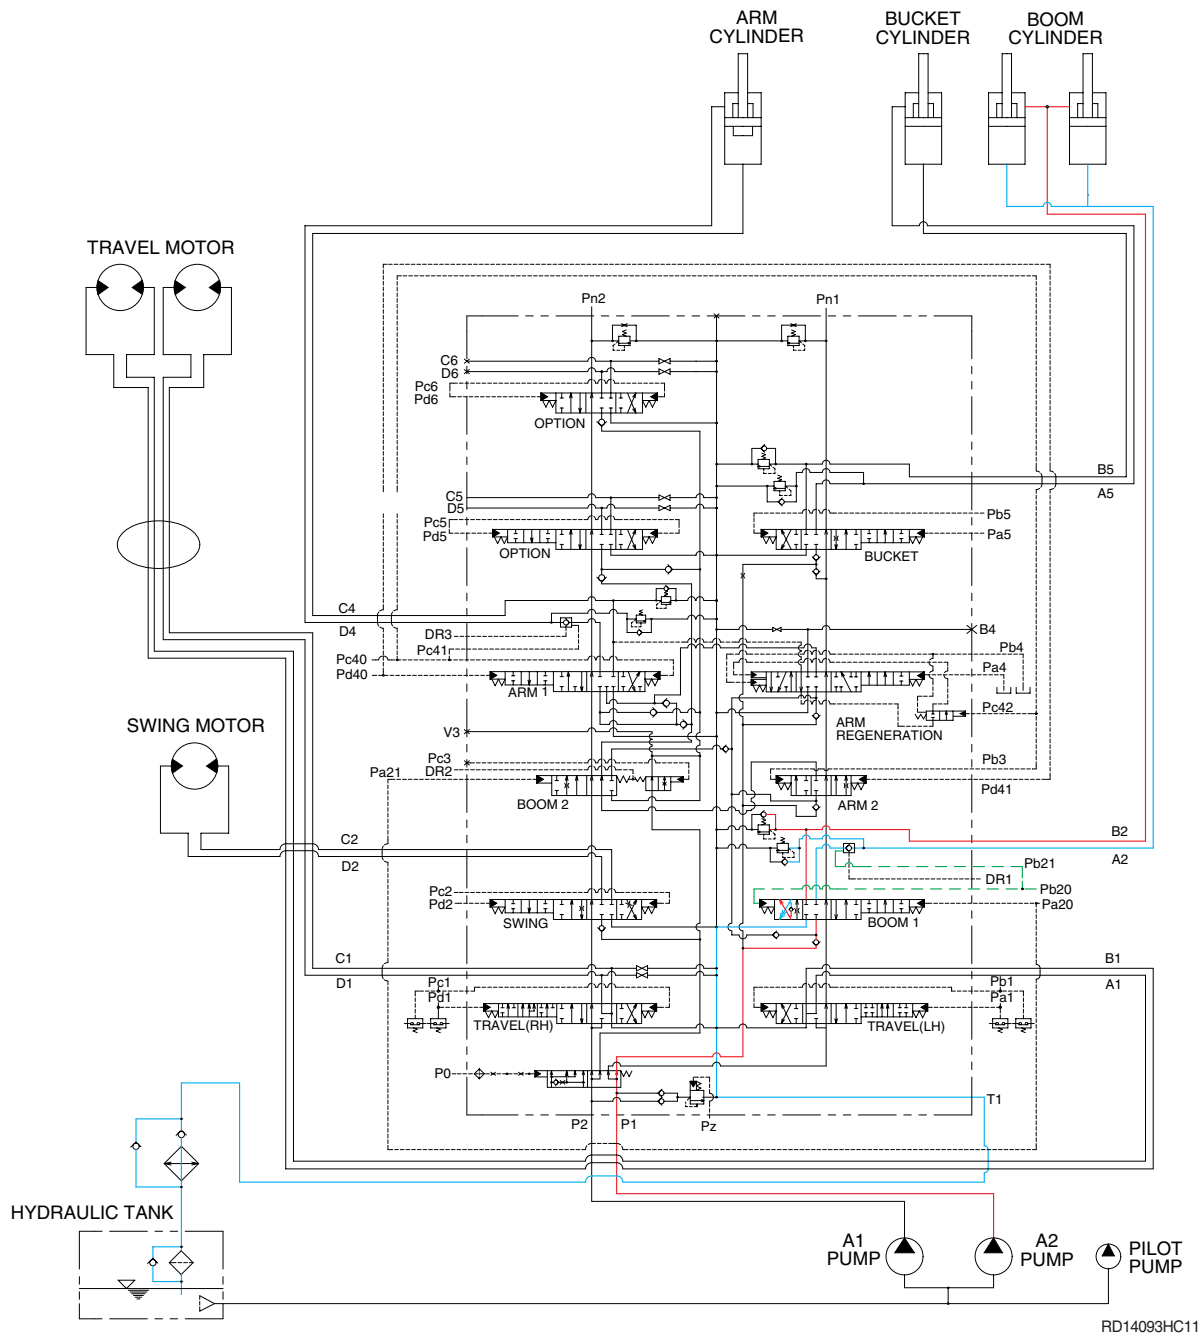 ARM
CYLINDER
BUCKET
CYLINDER
BOOM
CYLINDER
TRAVEL MOTOR
Pn2
Pn1
C6
D6
Pc6
Pd6
OPTION
B5
A5
C5
D5
Pc5
Pd5
OPTION
Pb5
Pa5
BUCKET
C4
D4
DR3
Pc41
Pc40
Pd40
ARM 1
B4
Pb4
Pa4
Pc42
ARM
REGENERATION
SWING MOTOR
V3
Pc3
DR2
Pa21
BOOM 2
Pb3
Pd41
ARM 2
B2
A2
C2
D2
Pb21
DR1
Pb20
Pa20
Pc2
Pd2
SWING
BOOM 1
C1
D1
Pc1
Pd1
TRAVEL(RH)
B1
A1
Pb1
Pa1
TRAVEL(LH)
P0
P2
P1
Pz
T1
HYDRAULIC TANK
A1
PUMP
A2
PUMP
PILOT
PUMP
RD14093HC11